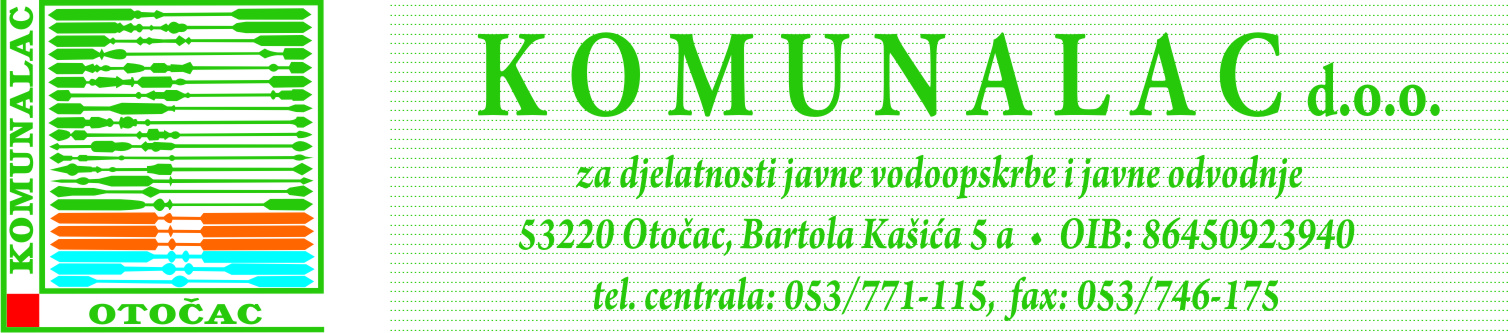 KOMUNALAC
OTOČAC
KOMUNALAC d.o.o.
za djelatnosti javne vodoopskrbe i javne odvodnje
53220 Otočac, Bartola Kašića 5 a • OIB: 86450923940
tel. centrala: 053/771-115, fax: 053/746-175